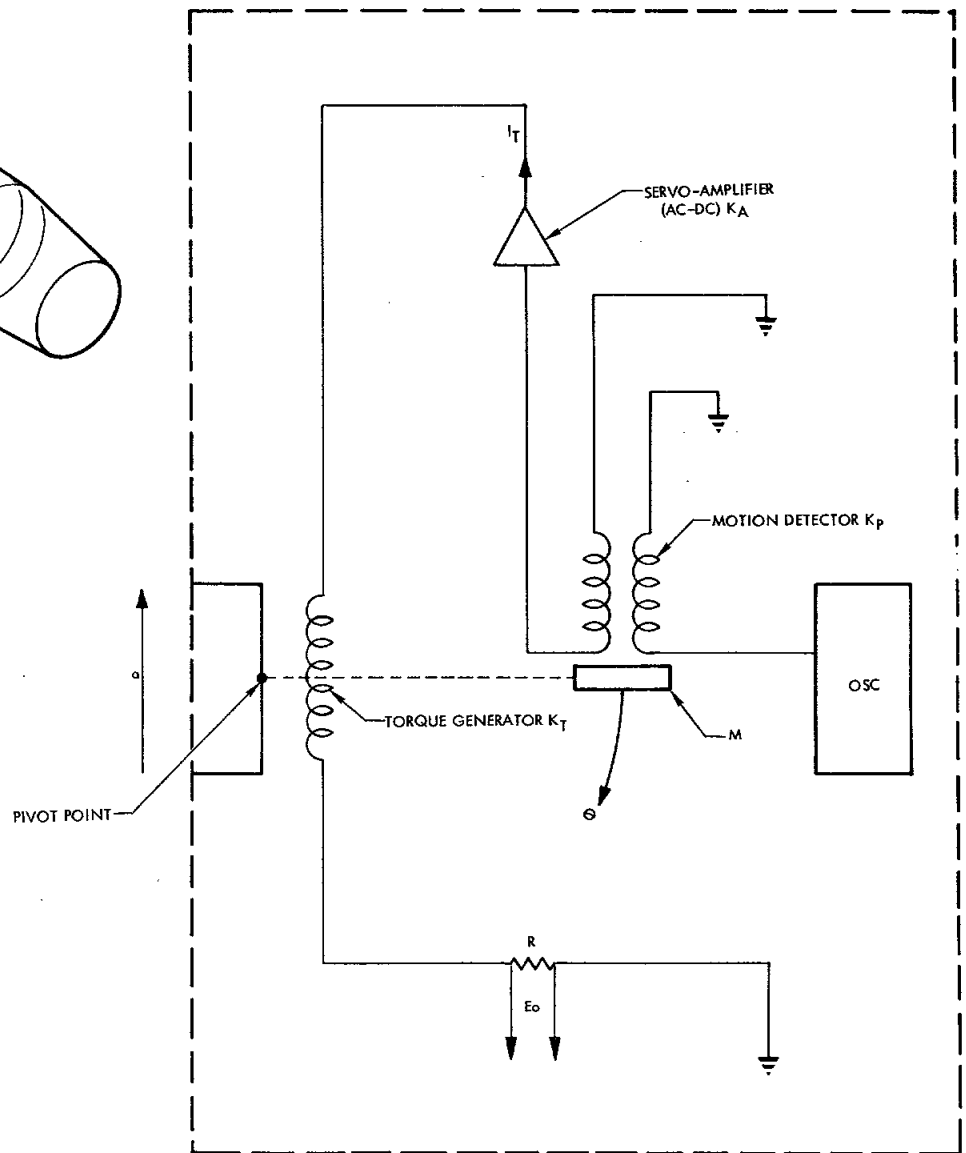 I_T
SERVO-AMPLIFIER
(AC-DC) K_A
MOTION DETECTOR K_P
OSC
a
TORQUE GENERATOR K_T
M
PIVOT POINT
Θ
R
Eo